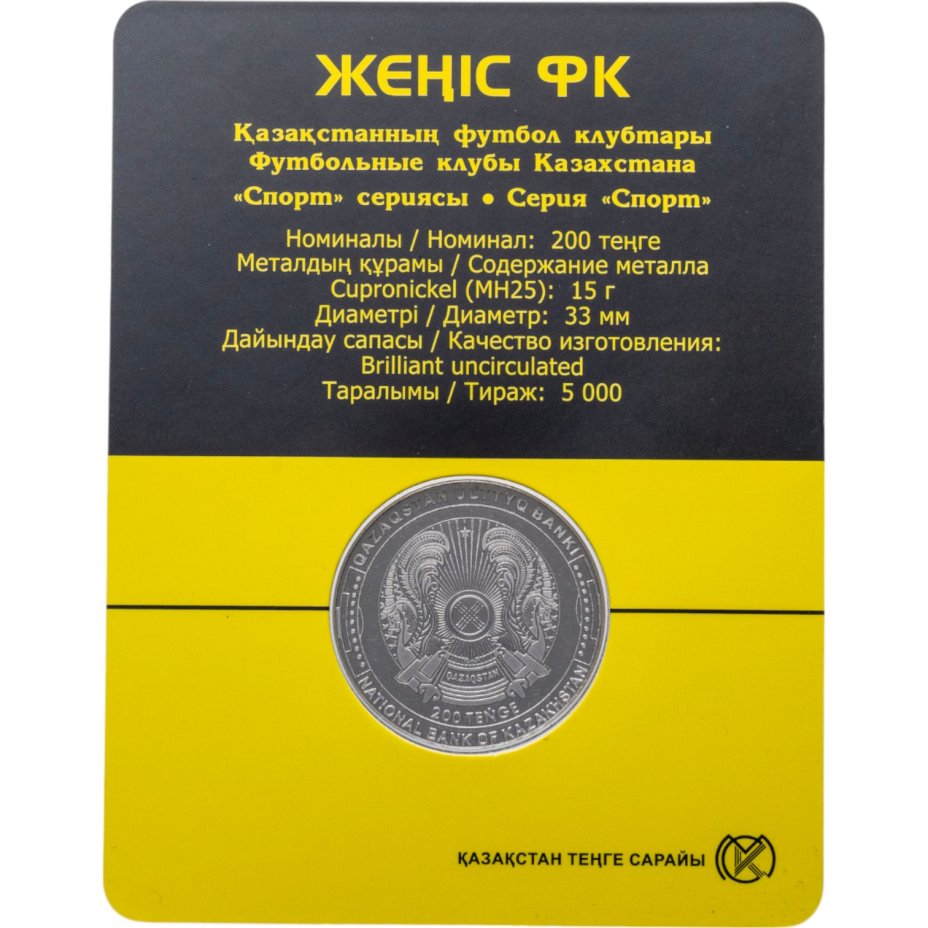 ЖЕҢІС ФК
Қазақстанның футбол клубтары
Футбольные клубы Казахстана
«Спорт» сериясы • Серия «Спорт»
Номиналы / Номинал: 200 теңге
Металдың құрамы / Содержание металла
Cupronickel (МН25): 15 г
Диаметрі / Диаметр: 33 мм
Дайындау сапасы / Качество изготовления:
Brilliant uncirculated
Таралымы / Тираж: 5 000
QAZAQSTAN ULTTYQ BANKI
QAZAQSTAN
200 TEŃGE
NATIONAL BANK OF KAZAKHSTAN
ҚАЗАҚСТАН ТЕҢГЕ САРАЙЫ